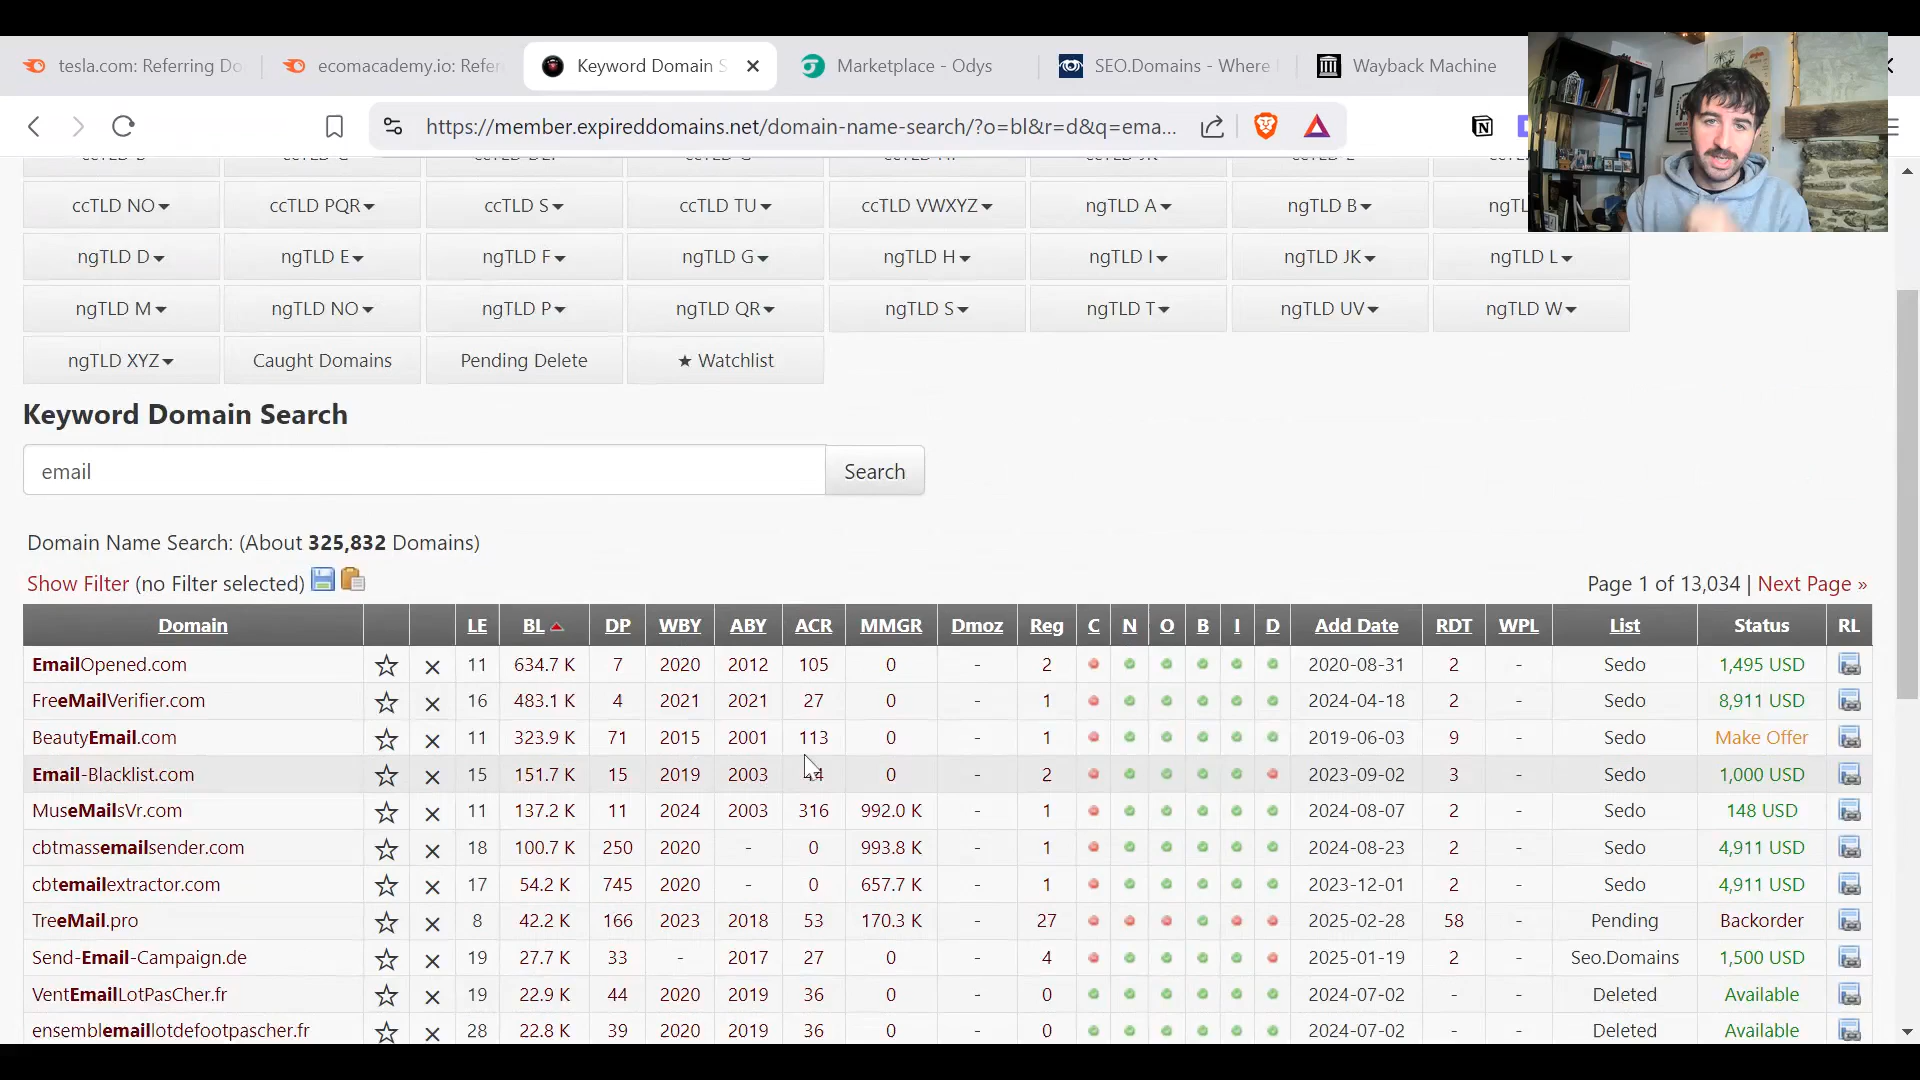 tesla.com: Referring Do
ecomacademy.io: Refer
Keyword Domain S
Marketplace - Odys
SEO.Domains - Where
Wayback Machine
https://member.expireddomains.net/domain-name-search/?o=bl&r=d&q=ema...
ccTLD NO
ccTLD PQR
ccTLD S
ccTLD TU
ccTLD VWXYZ
ngTLD A
ngTLD B
ngTL
ngTLD D
ngTLD E
ngTLD F
ngTLD G
ngTLD H
ngTLD I
ngTLD JK
ngTLD L
ngTLD M
ngTLD NO
ngTLD P
ngTLD QR
ngTLD S
ngTLD T
ngTLD UV
ngTLD W
ngTLD XYZ
Caught Domains
Pending Delete
★ Watchlist
Keyword Domain Search
email
Search
Domain Name Search: (About 325,832 Domains)
Show Filter (no Filter selected)
Page 1 of 13,034 | Next Page »
Domain LE BL DP WBY ABY ACR MMGR Dmoz Reg C N O B I D Add Date RDT WPL List Status RL
EmailOpened.com 11 634.7 K 7 2020 2012 105 0 - 2 2020-08-31 2 - Sedo 1,495 USD
FreeMailVerifier.com 16 483.1 K 4 2021 2021 27 0 - 1 2024-04-18 2 - Sedo 8,911 USD
BeautyEmail.com 11 323.9 K 71 2015 2001 113 0 - 1 2019-06-03 9 - Sedo Make Offer
Email-Blacklist.com 15 151.7 K 15 2019 2003 0 - 2 2023-09-02 3 - Sedo 1,000 USD
MuseMailsVr.com 11 137.2 K 11 2024 2003 316 992.0 K - 1 2024-08-07 2 - Sedo 148 USD
cbtmassemailsender.com 18 100.7 K 250 2020 - 0 993.8 K - 1 2024-08-23 2 - Sedo 4,911 USD
cbtemailextractor.com 17 54.2 K 745 2020 - 0 657.7 K - 1 2023-12-01 2 - Sedo 4,911 USD
TreeMail.pro 8 42.2 K 166 2023 2018 53 170.3 K - 27 2025-02-28 58 - Pending Backorder
Send-Email-Campaign.de 19 27.7 K 33 - 2017 27 0 - 4 2025-01-19 2 - Seo.Domains 1,500 USD
VentEmailLotPasCher.fr 19 22.9 K 44 2020 2019 36 0 - 0 2024-07-02 - - Deleted Available
ensemblemaillotdefootpascher.fr 28 22.8 K 39 2020 2019 36 0 - 0 2024-07-02 - - Deleted Available